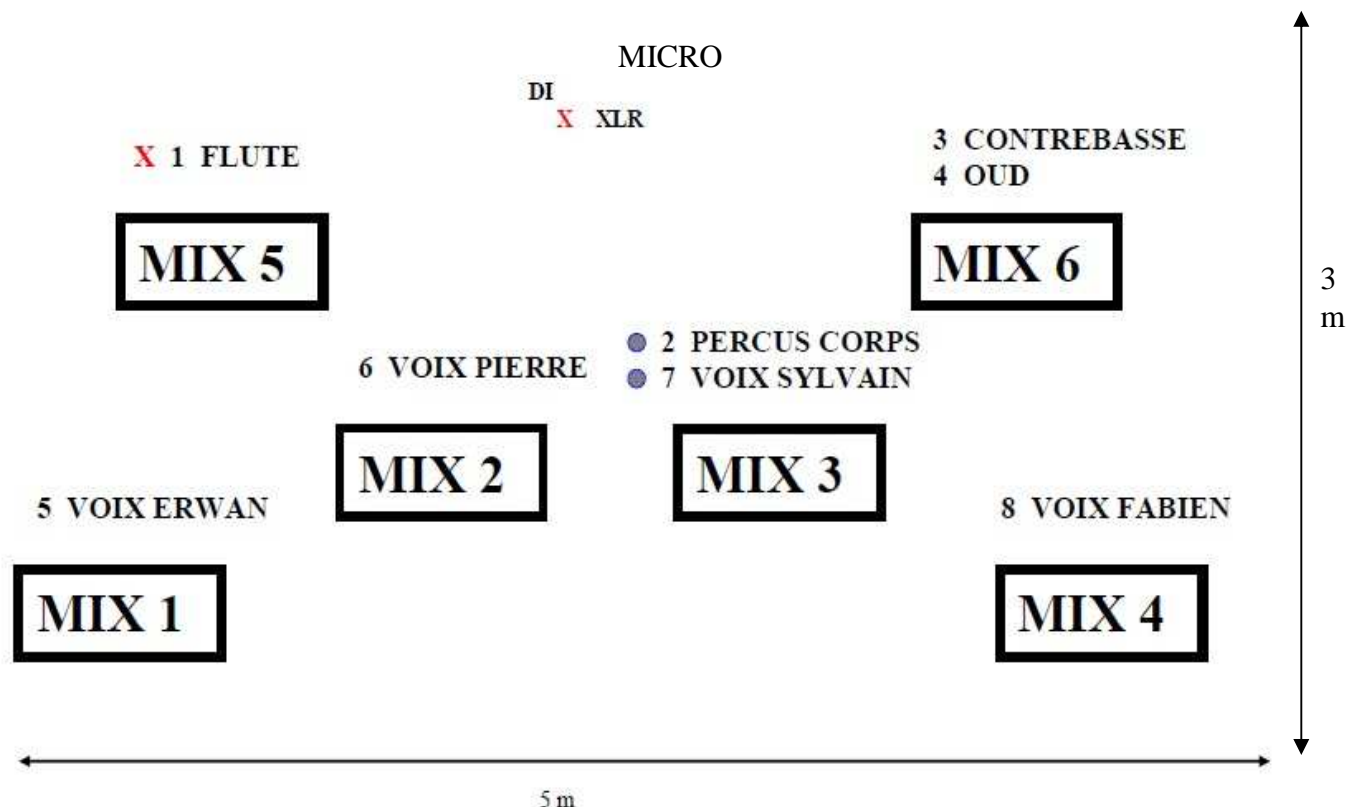 MICRO
DI
X XLR
X 1 FLUTE
3 CONTREBASSE
4 OUD
MIX 5
MIX 6
3
m
2 PERCUS CORPS
6 VOIX PIERRE
7 VOIX SYLVAIN
MIX 2
MIX 3
5 VOIX ERWAN
8 VOIX FABIEN
MIX 1
MIX 4
5 m